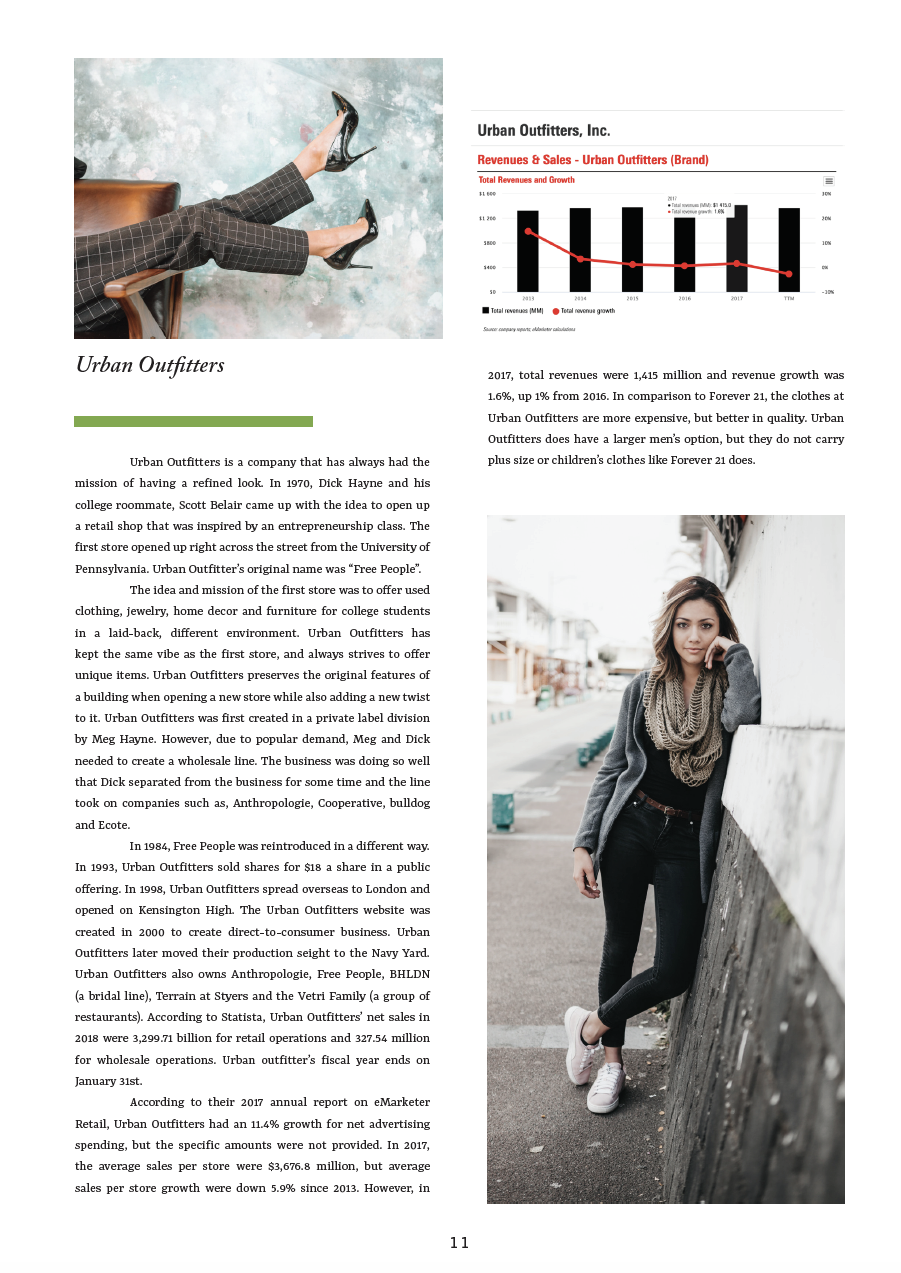 Urban Outfitters
Urban Outfitters is a company that has always had the
mission of having a refined look. In 1970, Dick Hayne and his
college roommate, Scott Belair came up with the idea to open up
a retail shop that was inspired by an entrepreneurship class. The
first store opened up right across the street from the University of
Pennsylvania. Urban Outfitter's original name was “Free People”.
The idea and mission of the first store was to offer used
clothing, jewelry, home decor and furniture for college students
in a laid-back, different environment. Urban Outfitters has
kept the same vibe as the first store, and always strives to offer
unique items. Urban Outfitters preserves the original features of
a building when opening a new store while also adding a new twist
to it. Urban Outfitters was first created in a private label division
by Meg Hayne. However, due to popular demand, Meg and Dick
needed to create a wholesale line. The business was doing so well
that Dick separated from the business for some time and the line
took on companies such as, Anthropologie, Cooperative, bulldog
and Ecote.
In 1984, Free People was reintroduced in a different way.
In 1993, Urban Outfitters sold shares for $18 a share in a public
offering. In 1998, Urban Outfitters spread overseas to London and
opened on Kensington High. The Urban Outfitters website was
created in 2000 to create direct-to-consumer business. Urban
Outfitters later moved their production seight to the Navy Yard.
Urban Outfitters also owns Anthropologie, Free People, BHLDN
(a bridal line), Terrain at Styers and the Vetri Family (a group of
restaurants). According to Statista, Urban Outfitters’ net sales in
2018 were 3,299.71 billion for retail operations and 327.54 million
for wholesale operations. Urban outfitter’s fiscal year ends on
January 31st.
According to their 2017 annual report on eMarketer
Retail, Urban Outfitters had an 11.4% growth for net advertising
spending, but the specific amounts were not provided. In 2017,
the average sales per store were $3,676.8 million, but average
sales per store growth were down 5.9% since 2013. However, in
Urban Outfitters, Inc.
Revenues & Sales - Urban Outfitters (Brand)
Total Revenues and Growth
$1 600
$1 200
$800
$400
$0
30%
20%
10%
0%
-10%
2017
Total revenues (MM): $1 415.0
Total revenue growth: 1.6%
2013 2014 2015 2016 2017 TTM
Total revenues (MM) Total revenue growth
Source: company reports; eMarketer calculations
2017, total revenues were 1,415 million and revenue growth was
1.6%, up 1% from 2016. In comparison to Forever 21, the clothes at
Urban Outfitters are more expensive, but better in quality. Urban
Outfitters does have a larger men’s option, but they do not carry
plus size or children’s clothes like Forever 21 does.
11